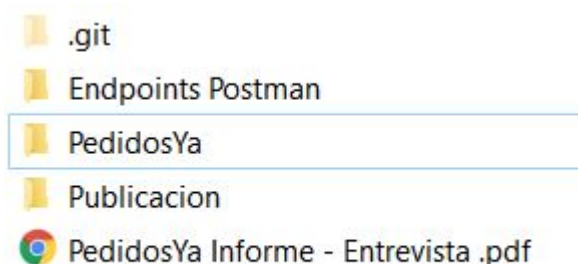 .git
Endpoints Postman
PedidosYa
Publicacion
PedidosYa Informe - Entrevista .pdf